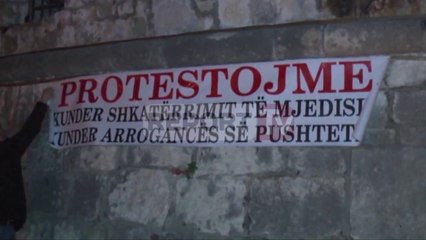 PROTESTOJME
KUNDER SHKATËRRIMIT TË MJEDISI
KUNDER ARROGANCËS SË PUSHTET